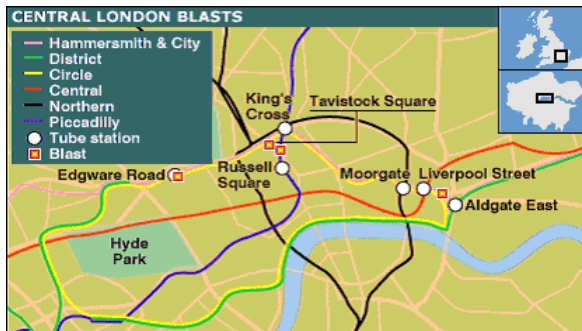 CENTRAL LONDON BLASTS
Hammersmith & City
District
Circle
Central
Northern
Piccadilly
Tube station
Blast
King's
Cross
Tavistock Square
Edgware Road
Russell
Square
Moorgate
Liverpool Street
Aldgate East
Hyde
Park